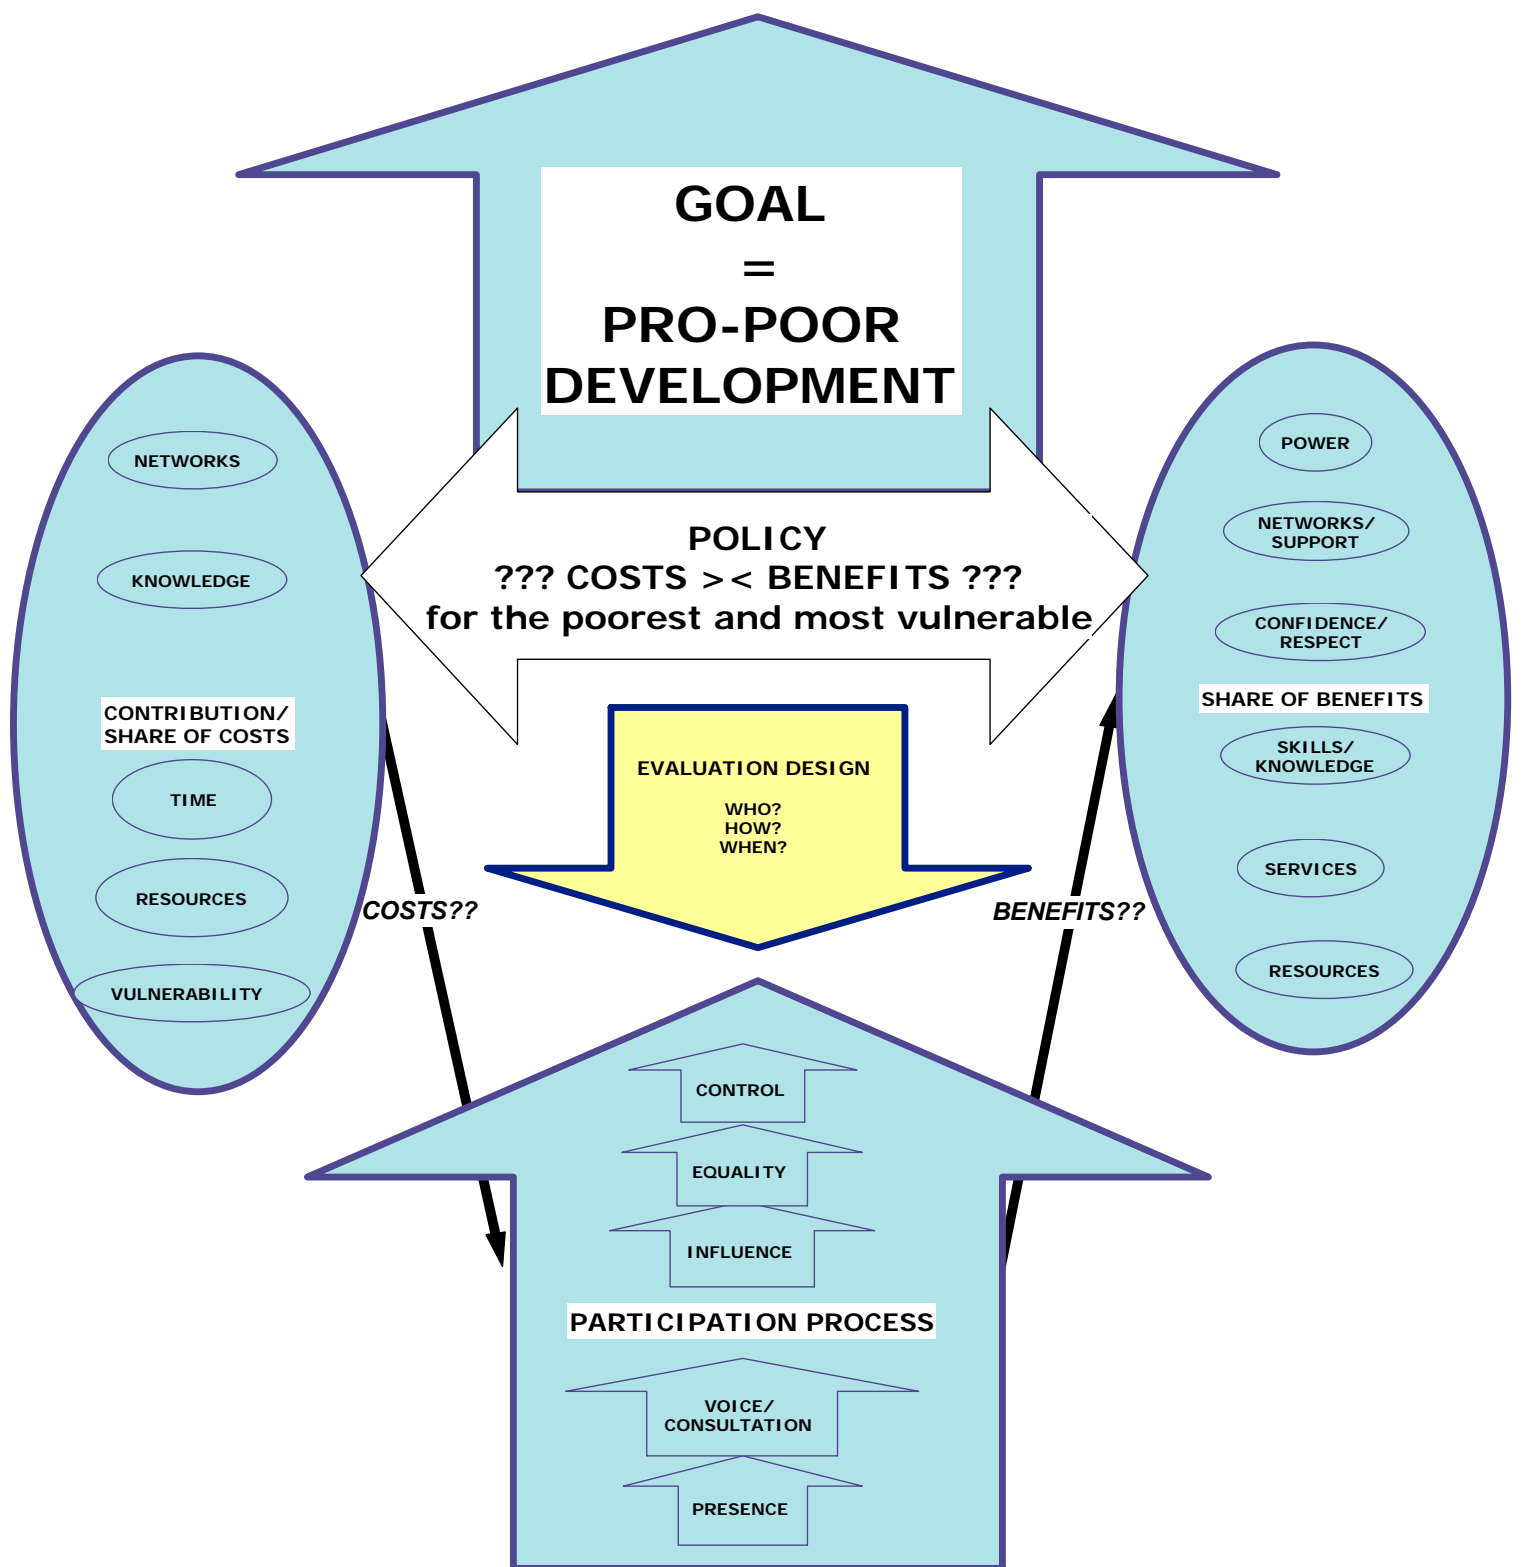 GOAL
=
PRO-POOR
DEVELOPMENT
POLICY
??? COSTS >< BENEFITS ???
for the poorest and most vulnerable
NETWORKS
KNOWLEDGE
CONTRIBUTION/
SHARE OF COSTS
TIME
RESOURCES
VULNERABILITY
COSTS??
EVALUATION DESIGN
WHO?
HOW?
WHEN?
BENEFITS??
POWER
NETWORKS/
SUPPORT
CONFIDENCE/
RESPECT
SHARE OF BENEFITS
SKILLS/
KNOWLEDGE
SERVICES
RESOURCES
CONTROL
EQUALITY
INFLUENCE
PARTICIPATION PROCESS
VOICE/
CONSULTATION
PRESENCE